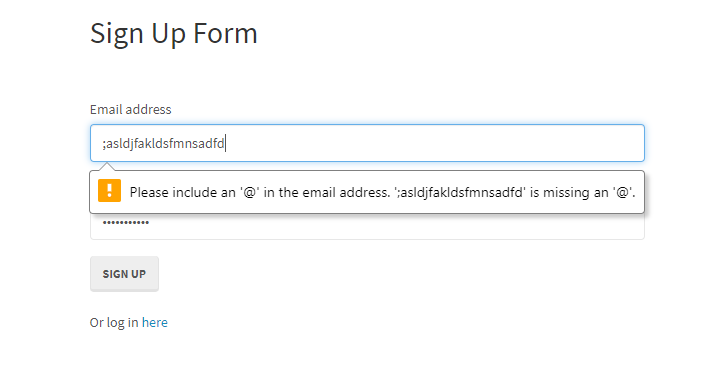 Sign Up Form
Email address
;asldjfakldsfmnsadfd
Please include an '@' in the email address. ';asldjfakldsfmnsadfd' is missing an '@'.
•••••••••••
SIGN UP
Or log in here